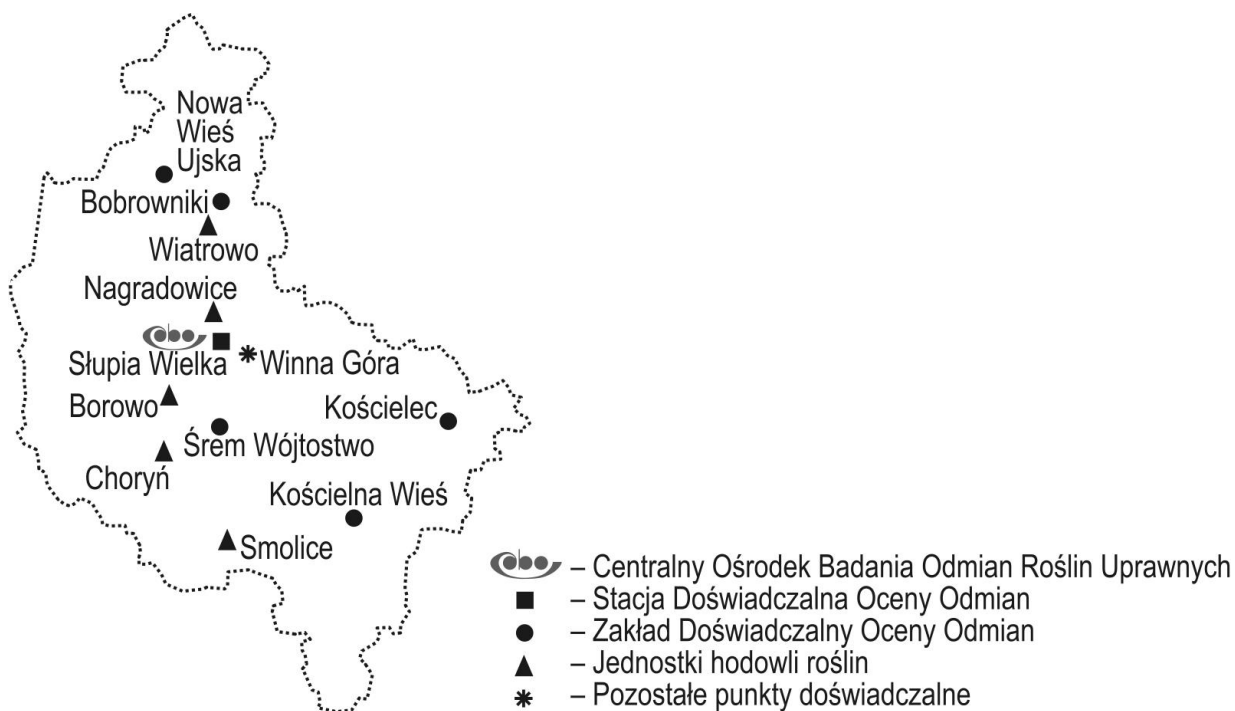 Nowa
Wieś
Ujska
Bobrowniki
Wiatrowo
Nagradowice
Słupia Wielka
Winna Góra
Borowo
Kościelec
Śrem Wójtostwo
Choryń
Kościelna Wieś
Smolice
– Centralny Ośrodek Badania Odmian Roślin Uprawnych
– Stacja Doświadczalna Oceny Odmian
– Zakład Doświadczalny Oceny Odmian
– Jednostki hodowli roślin
– Pozostałe punkty doświadczalne